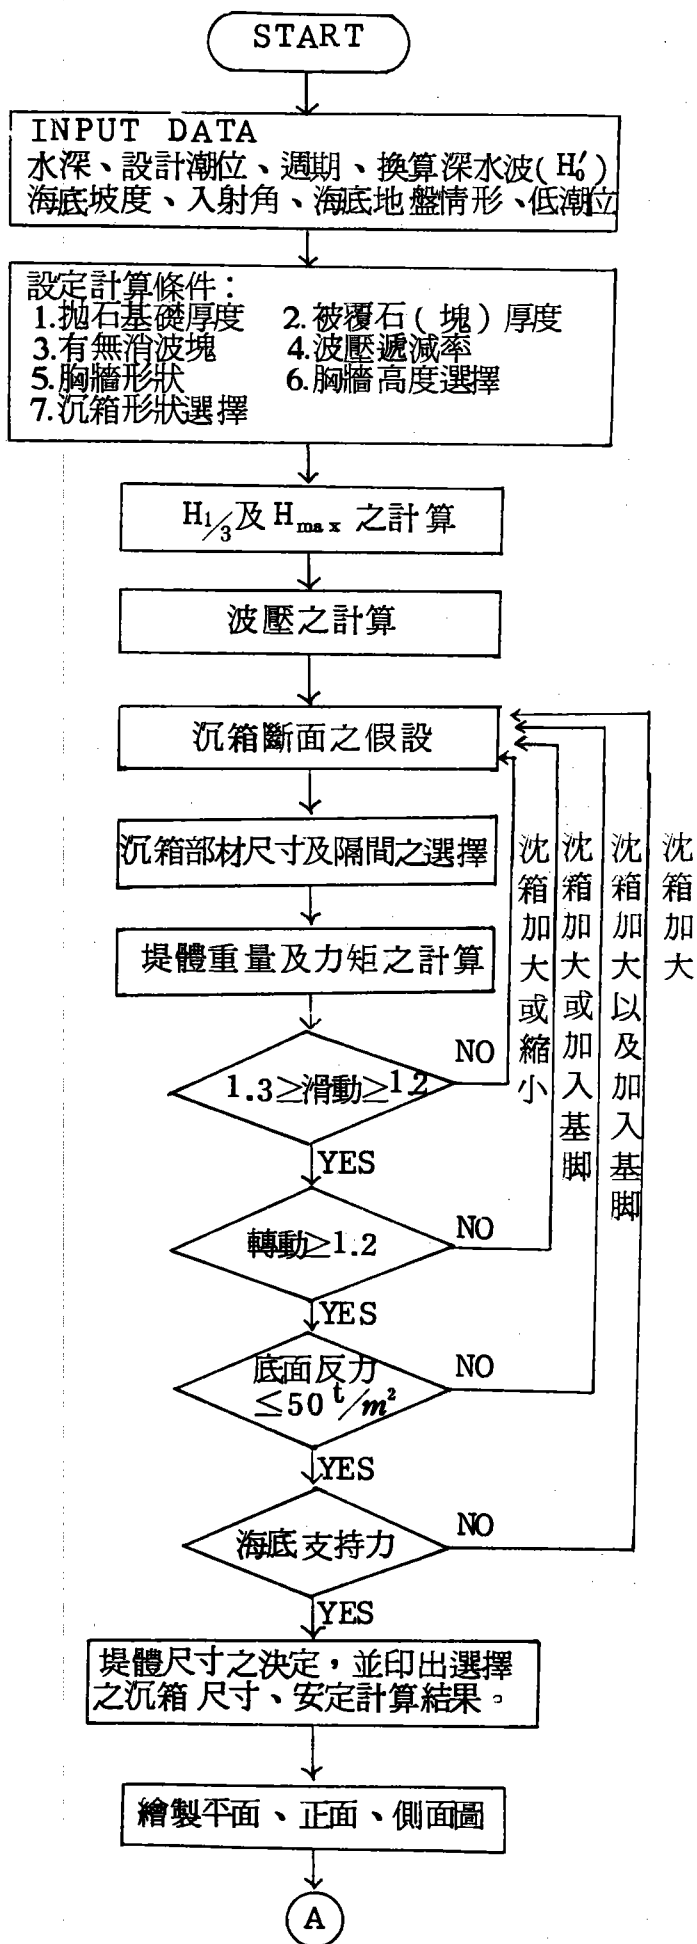 START
INPUT DATA
水深、設計潮位、週期、換算深水波(H₀′)
海底坡度、入射角、海底地盤情形、低潮位
設定計算條件：
1.拋石基礎厚度 2.被覆石(塊)厚度
3.有無消波塊 4.波壓遞減率
5.胸牆形狀 6.胸牆高度選擇
7.沉箱形狀選擇
H1/3及Hmax之計算
波壓之計算
沉箱斷面之假設
沉箱部材尺寸及隔間之選擇
堤體重量及力矩之計算
1.3≥滑動≥1.2
NO
沈箱加大或縮小
YES
轉動≥1.2
NO
沈箱加大或加入基脚
YES
底面反力
≤50 t/m²
NO
沈箱加大以及加入基脚
YES
海底支持力
NO
沈箱加大
YES
堤體尺寸之決定，並印出選擇
之沉箱尺寸、安定計算結果。
繪製平面、正面、側面圖
A